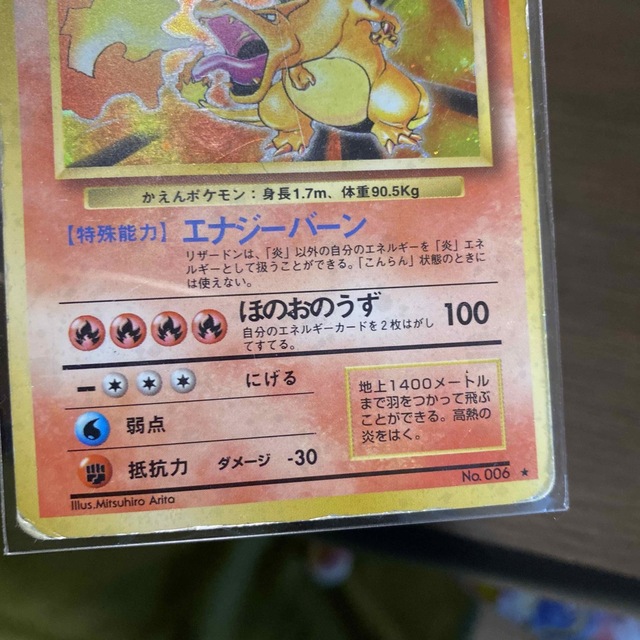 かえんポケモン：身長1.7m、体重90.5Kg
【特殊能力】 エナジーバーン
リザードンは、「炎」以外の自分のエネルギーを「炎」エネ
ルギーとして扱うことができる。「こんらん」状態のときに
は使えない。
ほのおのうず 100
自分のエネルギーカードを2枚はがし
てすてる。
にげる
弱点
抵抗力 ダメージ -30
地上1400メートル
まで羽をつかって飛ぶ
ことができる。高熱の
炎をはく。
No. 006 ★
Illus.Mitsuhiro Arita